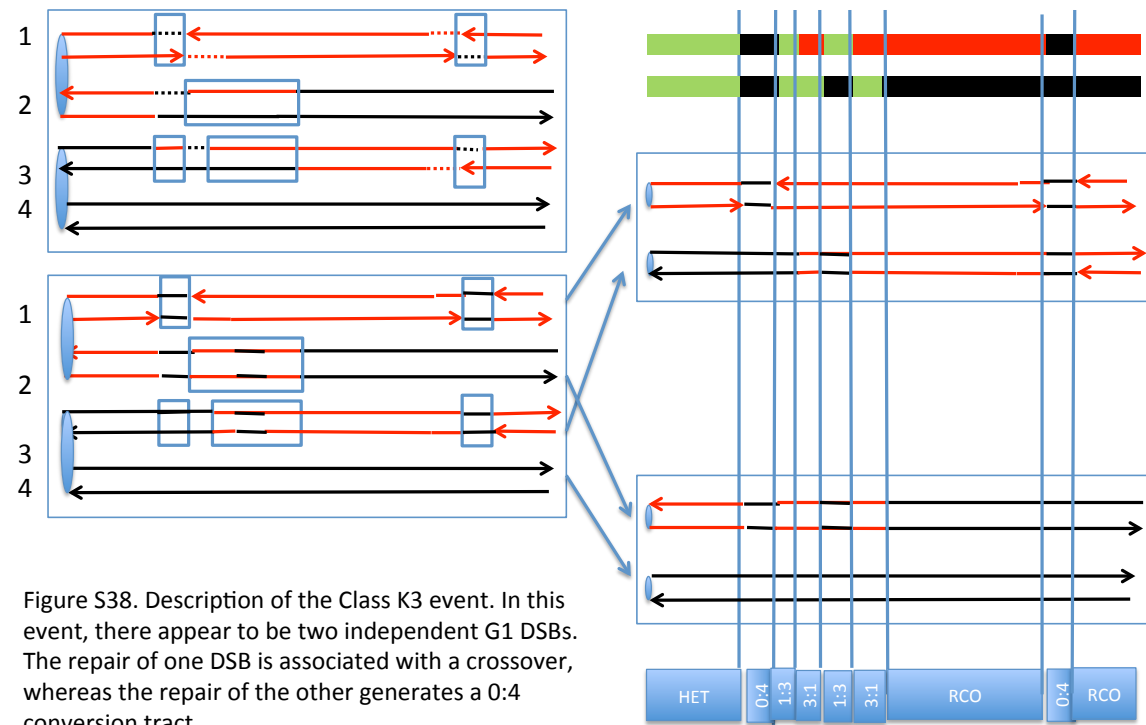 1
2
3
4
1
2
3
4
Figure S38. Description of the Class K3 event. In this
event, there appear to be two independent G1 DSBs.
The repair of one DSB is associated with a crossover,
whereas the repair of the other generates a 0:4
conversion tract
HET
0:4
1:3
3:1
1:3
3:1
RCO
0:4
RCO